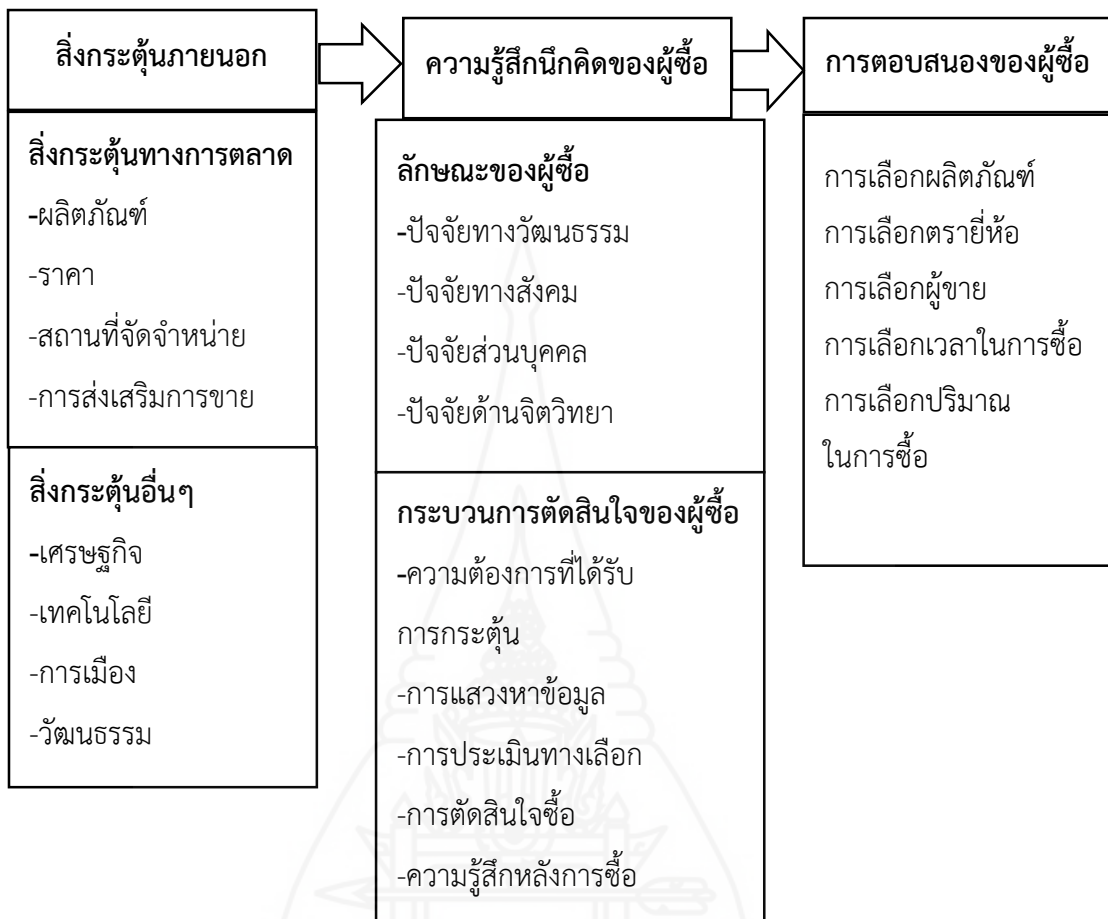 สิ่งกระตุ้นภายนอก
ความรู้สึกนึกคิดของผู้ซื้อ
การตอบสนองของผู้ซื้อ
สิ่งกระตุ้นทางการตลาด
-ผลิตภัณฑ์
-ราคา
-สถานที่จัดจำหน่าย
-การส่งเสริมการขาย
สิ่งกระตุ้นอื่นๆ
-เศรษฐกิจ
-เทคโนโลยี
-การเมือง
-วัฒนธรรม
ลักษณะของผู้ซื้อ
-ปัจจัยทางวัฒนธรรม
-ปัจจัยทางสังคม
-ปัจจัยส่วนบุคคล
-ปัจจัยด้านจิตวิทยา
กระบวนการตัดสินใจของผู้ซื้อ
-ความต้องการที่ได้รับ
การกระตุ้น
-การแสวงหาข้อมูล
-การประเมินทางเลือก
-การตัดสินใจซื้อ
-ความรู้สึกหลังการซื้อ
การเลือกผลิตภัณฑ์
การเลือกตรายี่ห้อ
การเลือกผู้ขาย
การเลือกเวลาในการซื้อ
การเลือกปริมาณ
ในการซื้อ